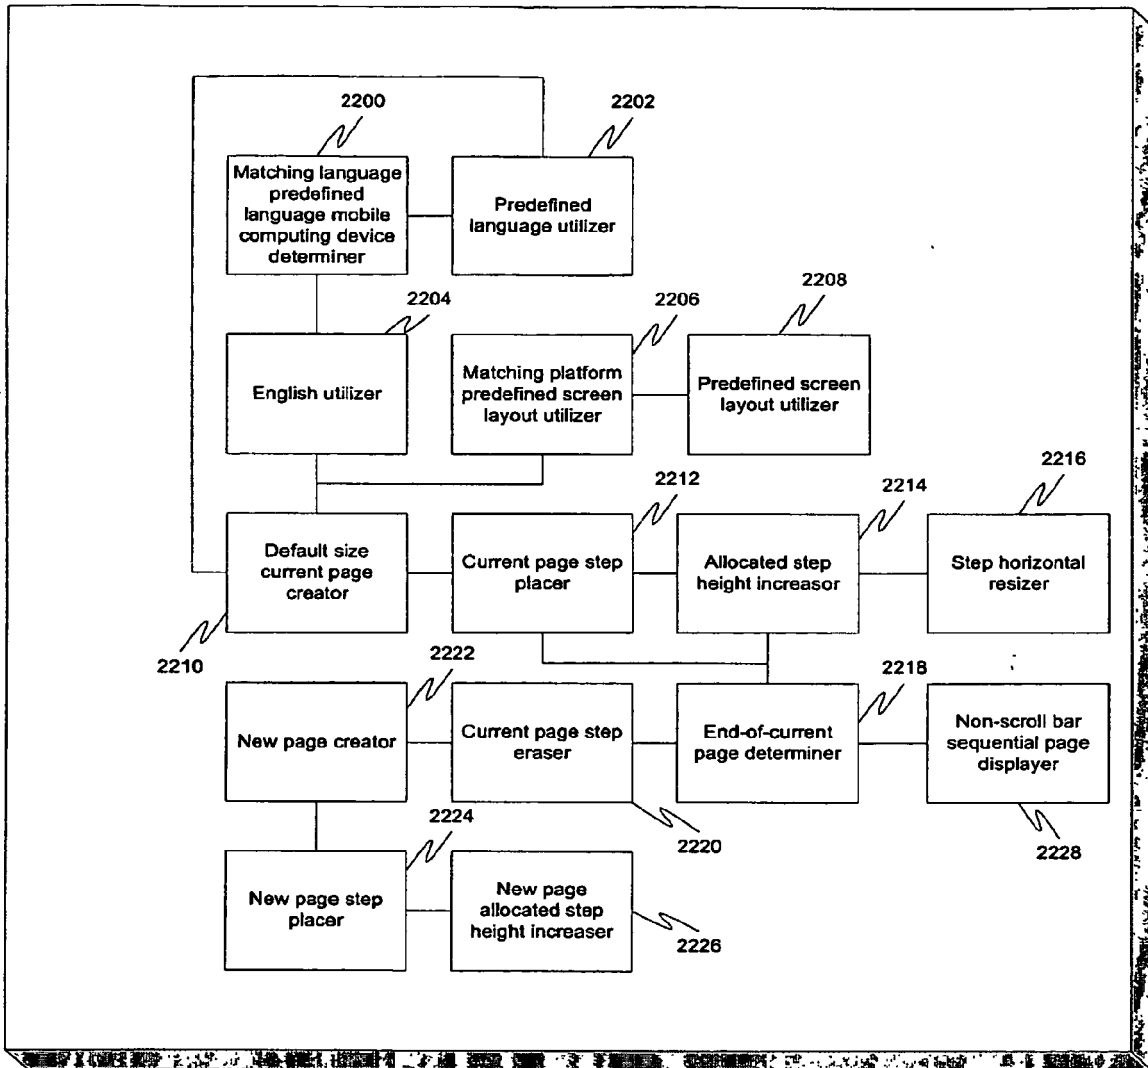 2200
2202
Matching language
predefined
language mobile
computing device
determiner
Predefined
language utilizer
2204
2206
2208
English utilizer
Matching platform
predefined screen
layout utilizer
Predefined screen
layout utilizer
2212
2214
2216
Default size
current page
creator
Current page step
placer
Allocated step
height increasor
Step horizontal
resizer
2210
2222
2218
New page creator
Current page step
eraser
End-of-current
page determiner
Non-scroll bar
sequential page
displayer
2224
2220
2228
New page step
placer
New page
allocated step
height increaser
2226